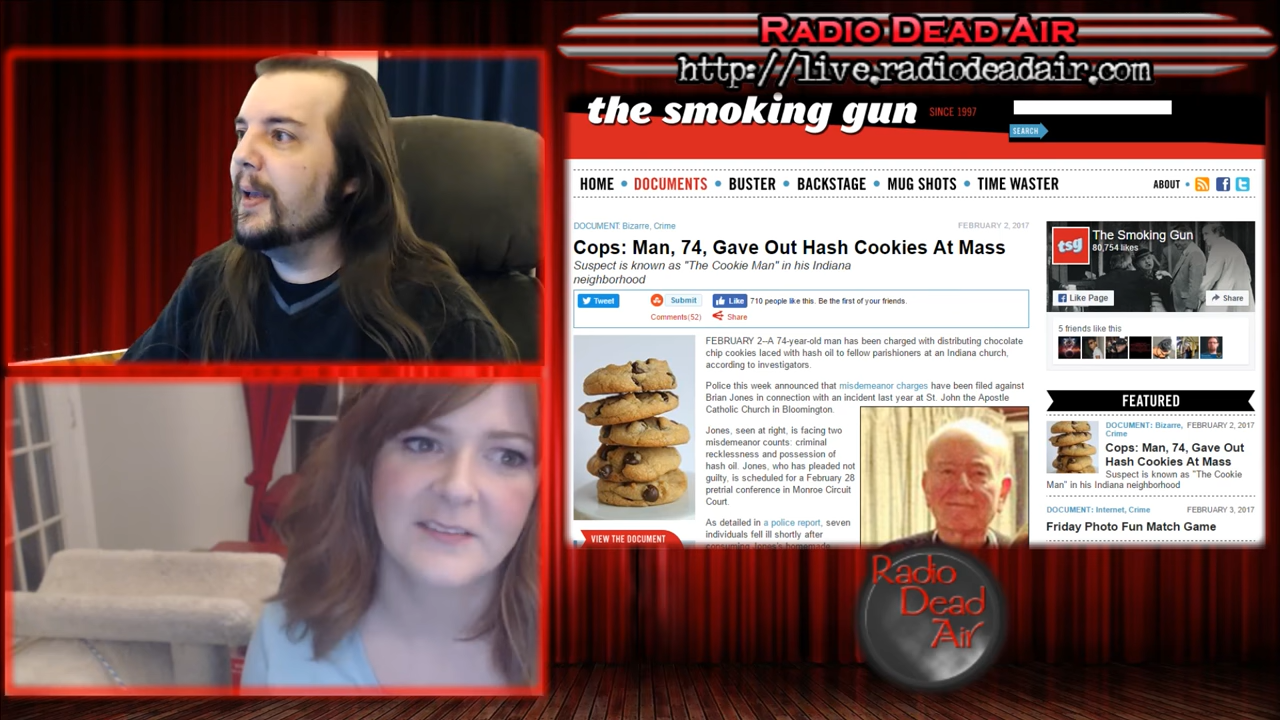 RADIO DEAD AIR
http://live.radiodeadair.com
the smoking gun
SINCE 1997
SEARCH
HOME • DOCUMENTS • BUSTER • BACKSTAGE • MUG SHOTS • TIME WASTER
ABOUT •
DOCUMENT Bizarre, Crime
FEBRUARY 2, 2017
Cops: Man, 74, Gave Out Hash Cookies At Mass
Suspect is known as "The Cookie Man" in his Indiana
neighborhood
Tweet
Submit
Like
710 people like this. Be the first of your friends.
Comments(52)
Share
FEBRUARY 2--A 74-year-old man has been charged with distributing chocolate
chip cookies laced with hash oil to fellow parishioners at an Indiana church,
according to investigators.
Police this week announced that misdemeanor charges have been filed against
Brian Jones in connection with an incident last year at St. John the Apostle
Catholic Church in Bloomington.
Jones, seen at right, is facing two
misdemeanor counts: criminal
recklessness and possession of
hash oil. Jones, who has pleaded not
guilty, is scheduled for a February 28
pretrial conference in Monroe Circuit
Court.
As detailed in a police report, seven
individuals fell ill shortly after
consuming Jones's homemade
VIEW THE DOCUMENT
tsg
The Smoking Gun
80,754 likes
Like Page
Share
5 friends like this
FEATURED
DOCUMENT: Bizarre,
Crime
FEBRUARY 2, 2017
Cops: Man, 74, Gave Out
Hash Cookies At Mass
Suspect is known as "The Cookie
Man" in his Indiana neighborhood
DOCUMENT: Internet, Crime
FEBRUARY 3, 2017
Friday Photo Fun Match Game
Radio
Dead
Air